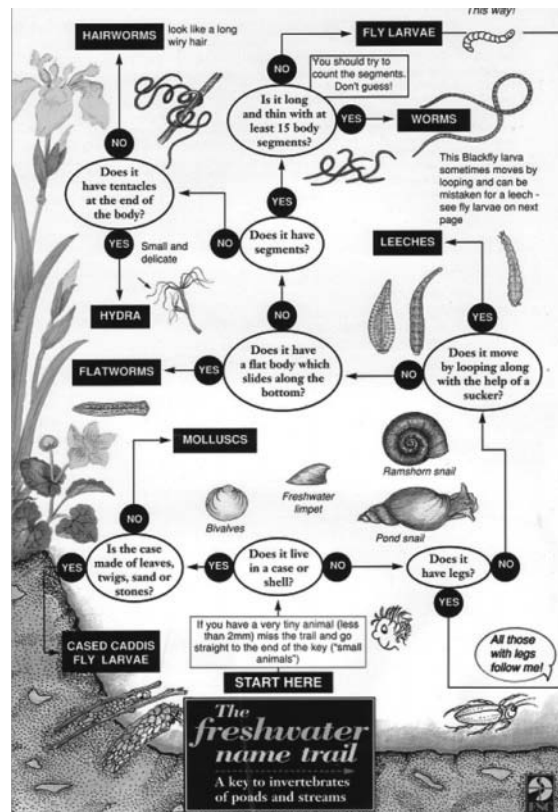 This way!
HAIRWORMS
look like a long
wiry hair
FLY LARVAE
NO
You should try to
count the segments.
Don't guess!
Is it long
and thin with at
least 15 body
segments?
YES
WORMS
NO
Does it
have tentacles
at the end of
the body?
This Blackfly larva
sometimes moves by
looping and can be
mistaken for a leech -
see fly larvae on next
page
YES
NO
Does it have
segments?
YES
Small and
delicate
LEECHES
HYDRA
NO
YES
FLATWORMS
YES
Does it have
a flat body which
slides along the
bottom?
NO
Does it move
by looping along
with the help of a
sucker?
MOLLUSCS
Ramshorn snail
Freshwater
limpet
Bivalves
Pond snail
NO
YES
Is the case
made of leaves,
twigs, sand or
stones?
YES
Does it live
in a case or
shell?
NO
Does it
have legs?
NO
YES
If you have a very tiny animal (less
than 2mm) miss the trail and go
straight to the end of the key ("small
animals")
CASED CADDIS
FLY LARVAE
All those
with legs
follow me!
START HERE
The
freshwater
name trail
A key to invertebrates
of ponds and streams